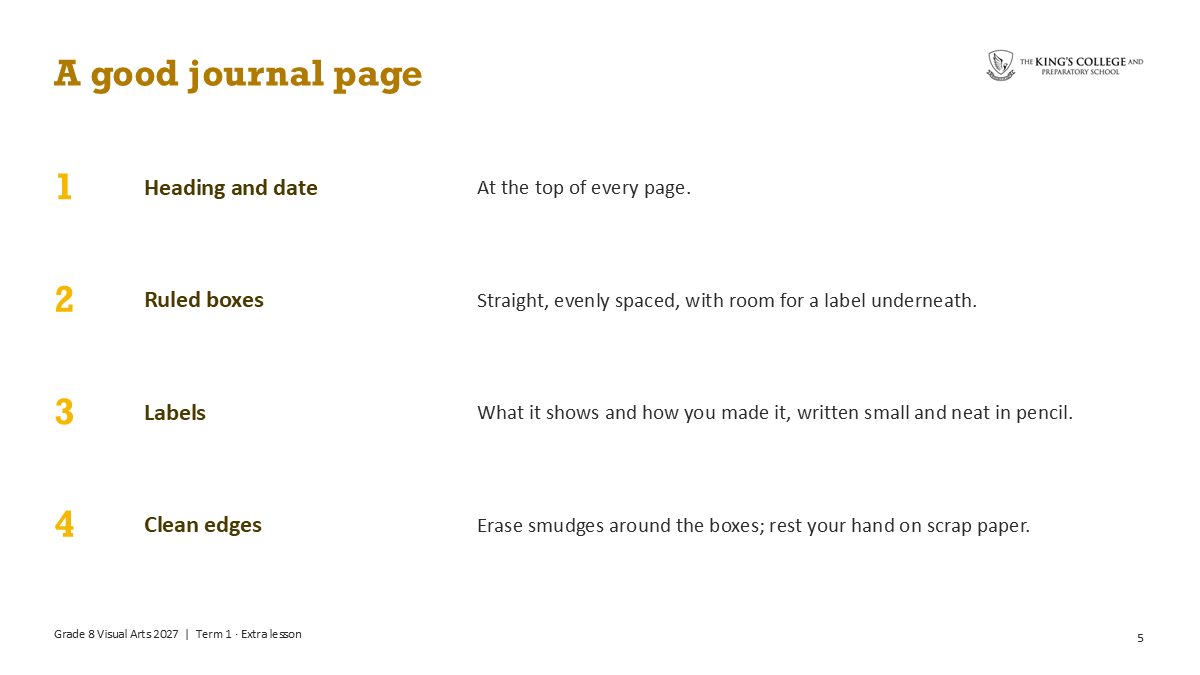 A good journal page
THE KING'S COLLEGE AND
PREPARATORY SCHOOL
1
Heading and date
At the top of every page.
2
Ruled boxes
Straight, evenly spaced, with room for a label underneath.
3
Labels
What it shows and how you made it, written small and neat in pencil.
4
Clean edges
Erase smudges around the boxes; rest your hand on scrap paper.
Grade 8 Visual Arts 2027 | Term 1 · Extra lesson
5